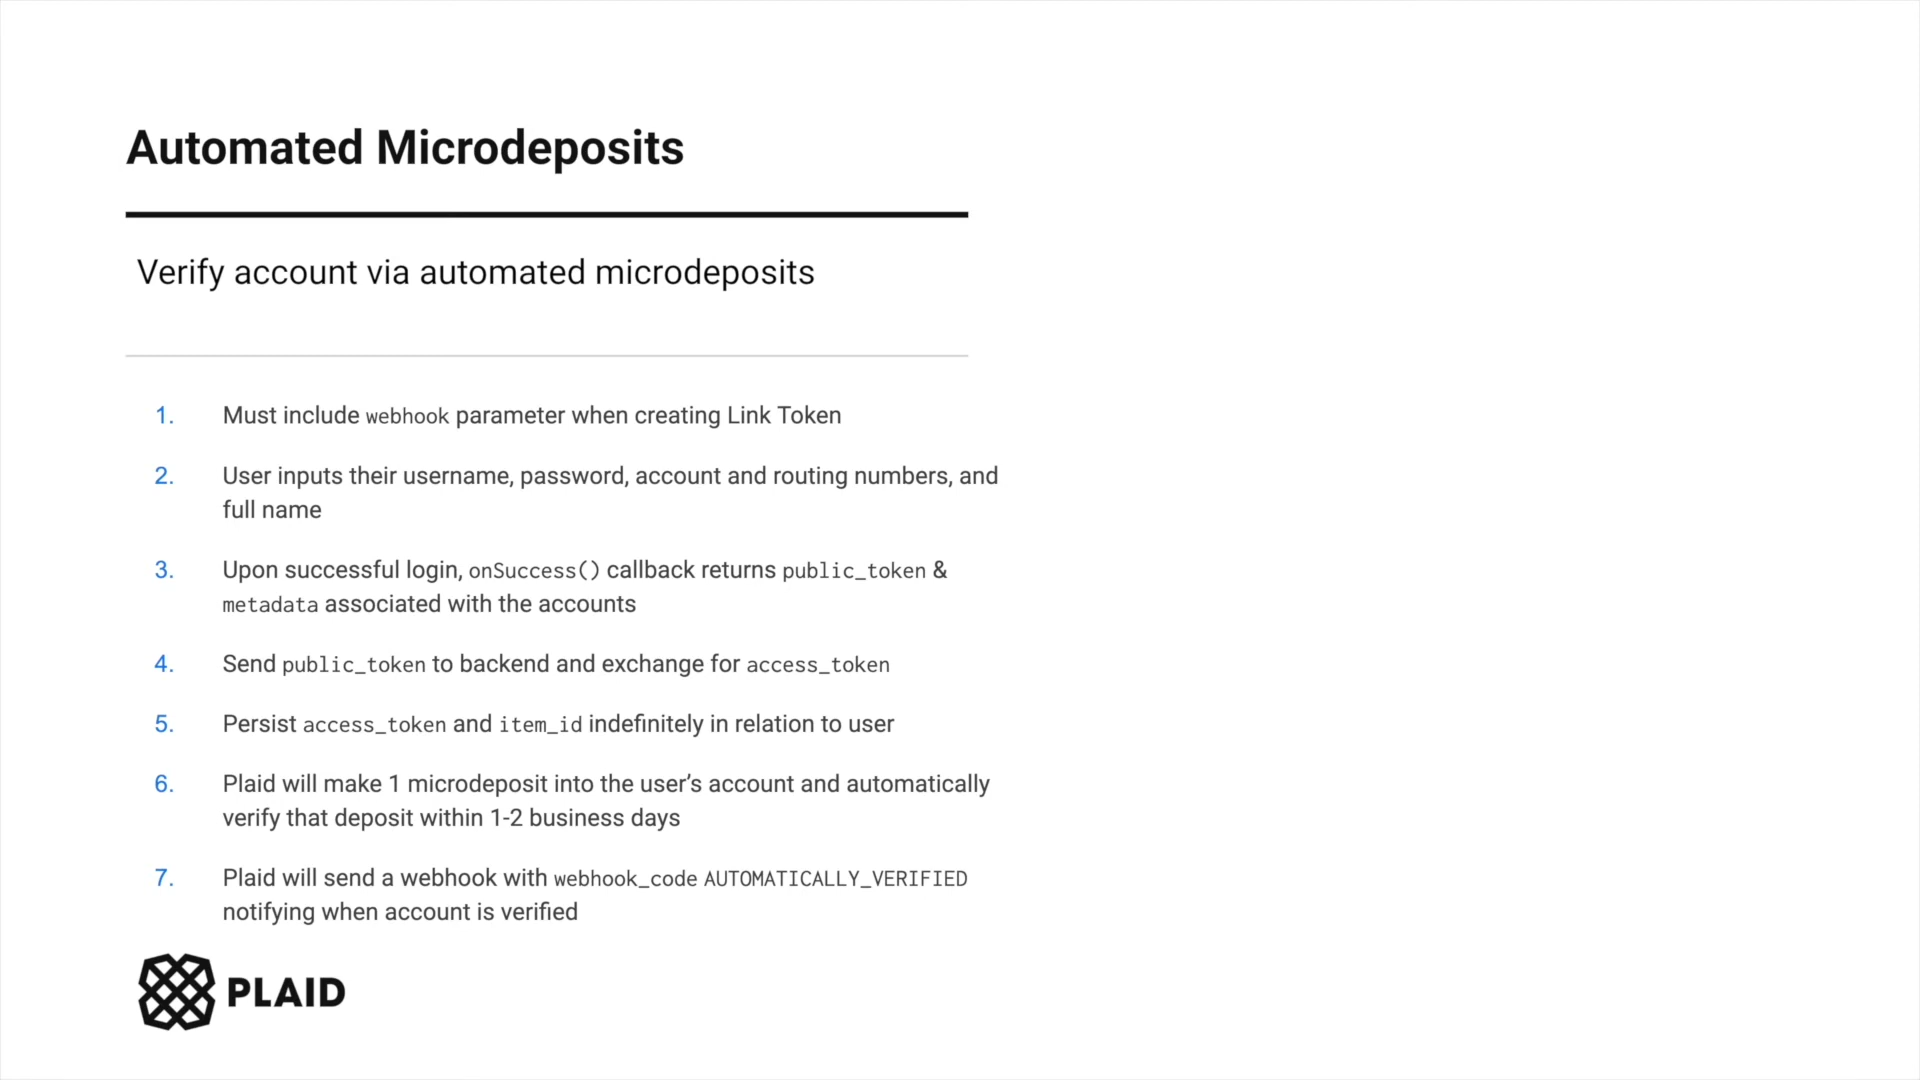 Automated Microdeposits
Verify account via automated microdeposits
1. Must include webhook parameter when creating Link Token
2. User inputs their username, password, account and routing numbers, and
full name
3. Upon successful login, onSuccess() callback returns public_token &
metadata associated with the accounts
4. Send public_token to backend and exchange for access_token
5. Persist access_token and item_id indefinitely in relation to user
6. Plaid will make 1 microdeposit into the user’s account and automatically
verify that deposit within 1-2 business days
7. Plaid will send a webhook with webhook_code AUTOMATICALLY_VERIFIED
notifying when account is verified
PLAID